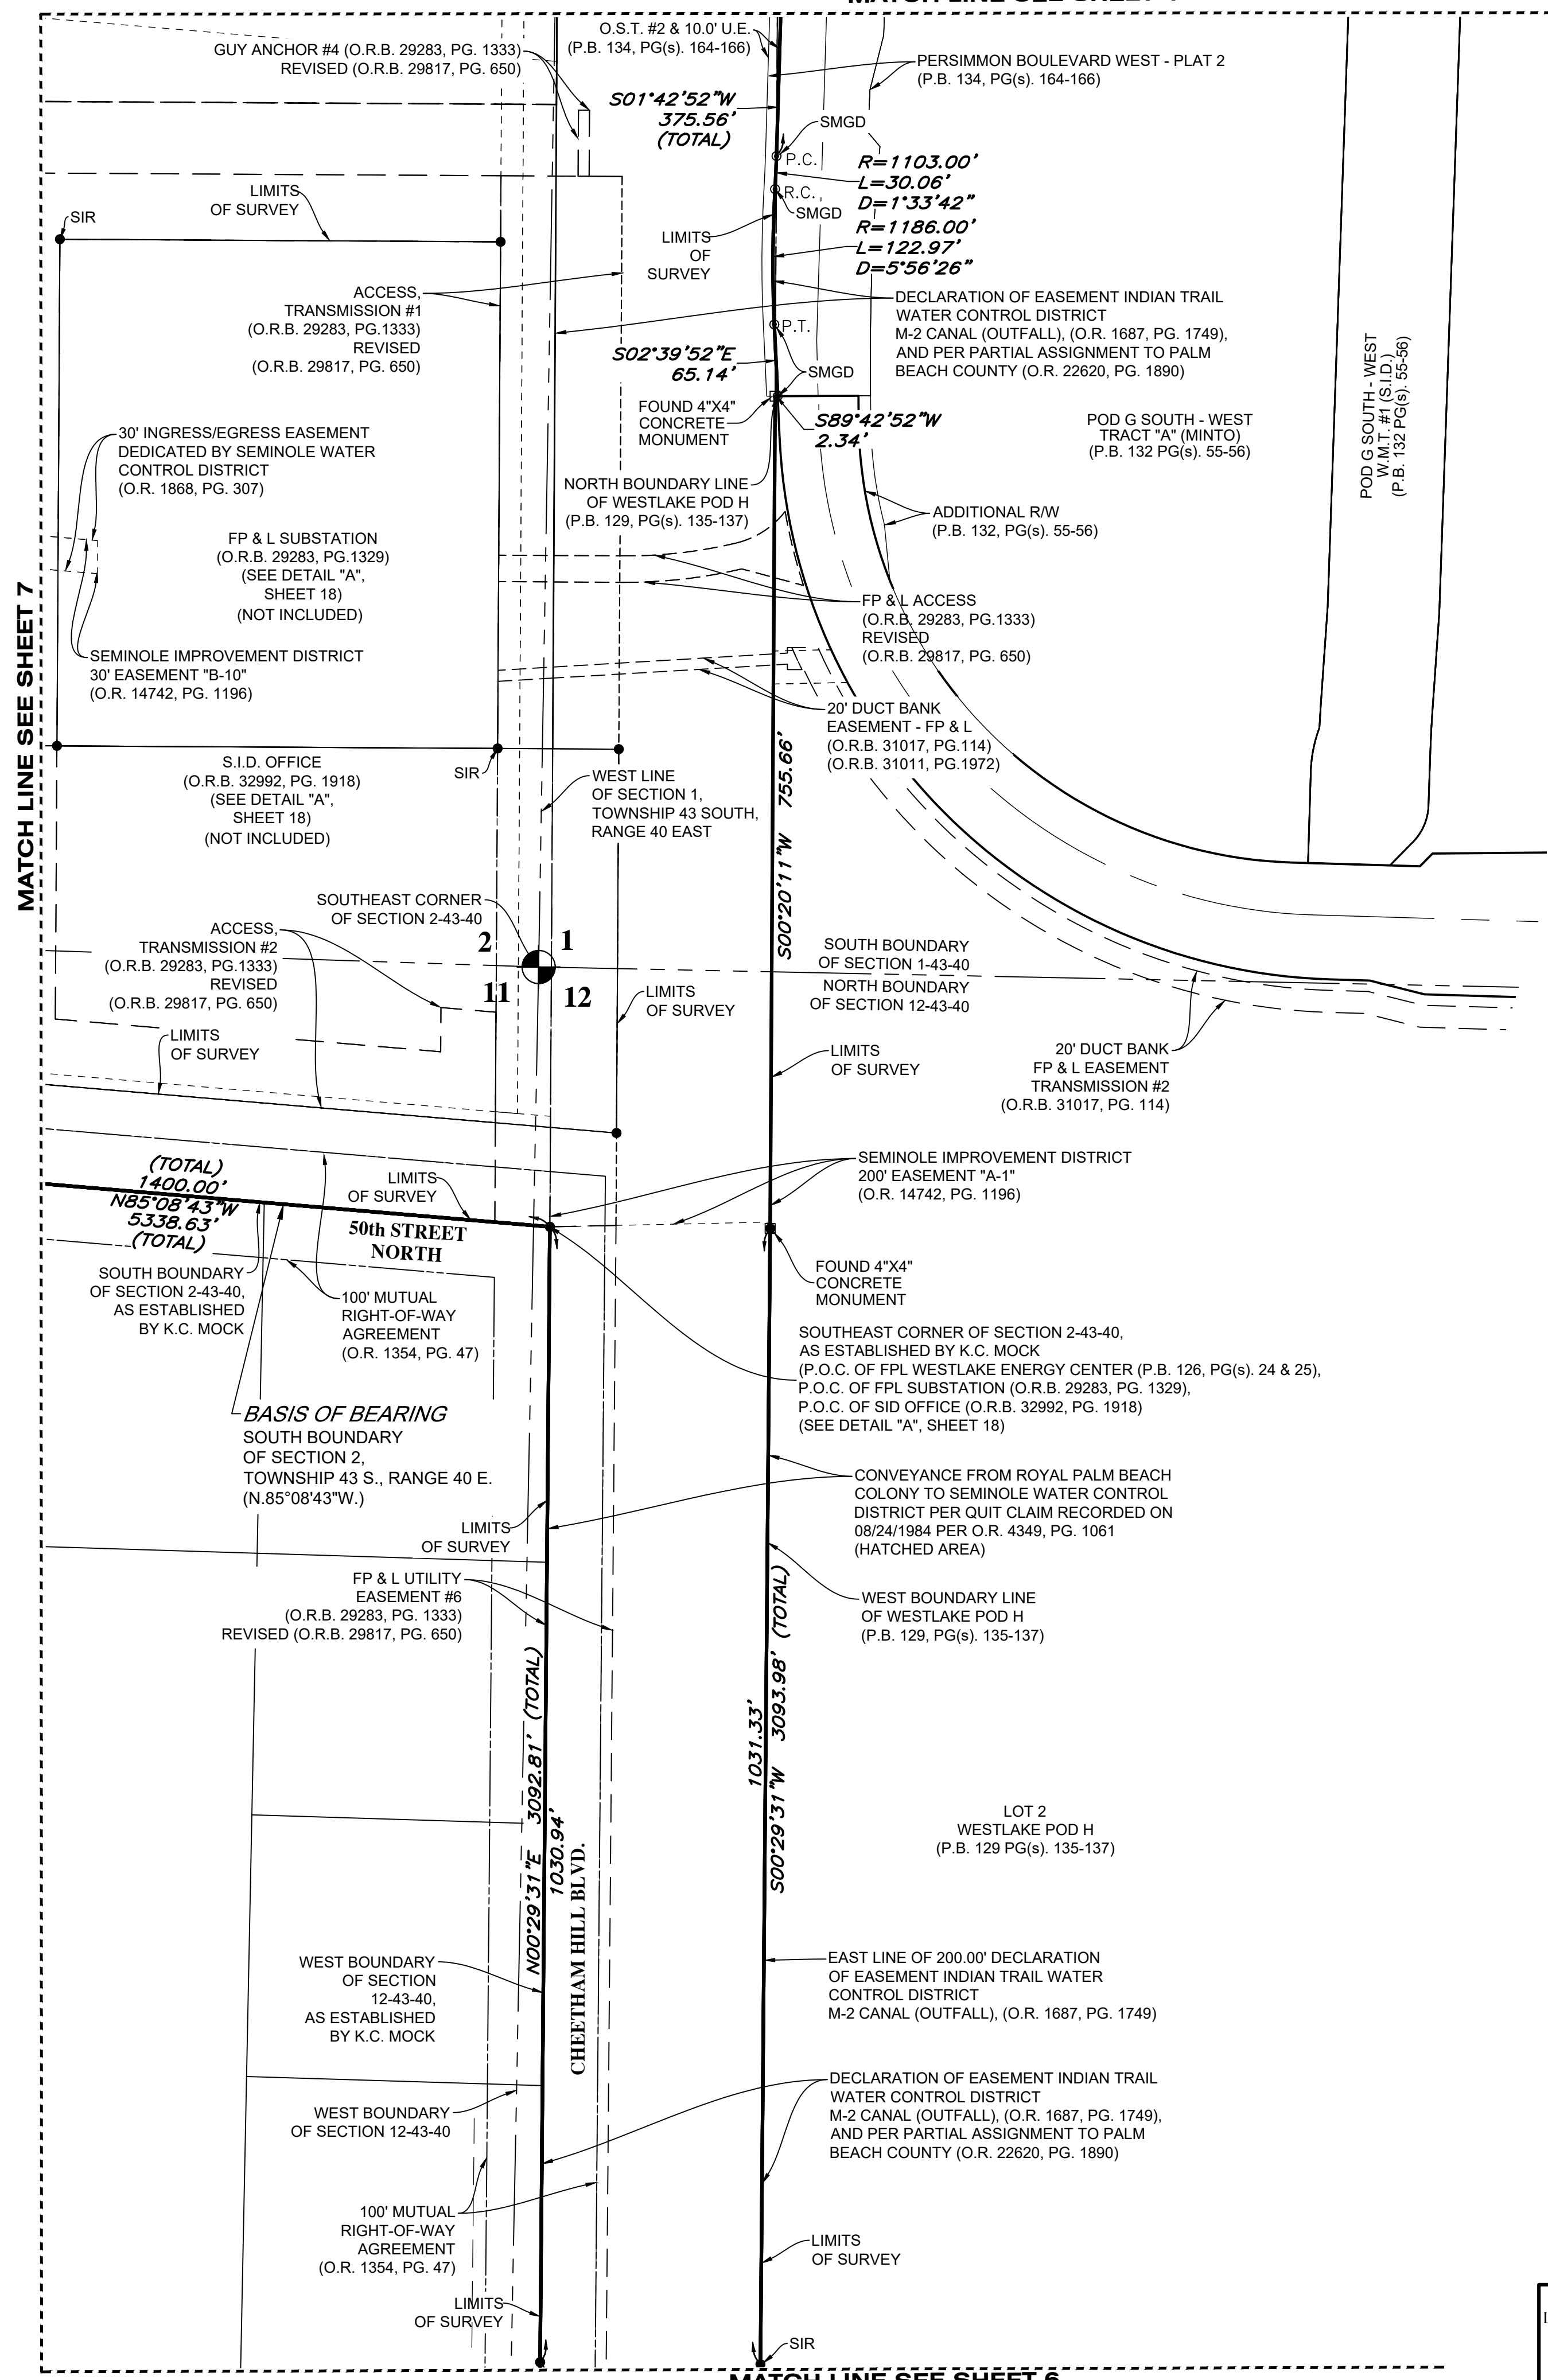 GUY ANCHOR #4 (O.R.B. 29283, PG. 1333)
REVISED (O.R.B. 29817, PG. 650)
O.S.T. #2 & 10.0' U.E.
(P.B. 134, PG(s). 164-166)
PERSIMMON BOULEVARD WEST - PLAT 2
(P.B. 134, PG(s). 164-166)
S01°42'52"W
375.56'
(TOTAL)
SMGD
P.C.
R=1103.00'
L=30.06'
D=1°33'42"
R.C.
SMGD
R=1186.00'
L=122.97'
D=5°56'26"
LIMITS
OF SURVEY
SIR
LIMITS
OF
SURVEY
ACCESS,
TRANSMISSION #1
(O.R.B. 29283, PG.1333)
REVISED
(O.R.B. 29817, PG. 650)
DECLARATION OF EASEMENT INDIAN TRAIL
WATER CONTROL DISTRICT
M-2 CANAL (OUTFALL), (O.R. 1687, PG. 1749),
AND PER PARTIAL ASSIGNMENT TO PALM
BEACH COUNTY (O.R. 22620, PG. 1890)
P.T.
S02°39'52"E
65.14'
SMGD
FOUND 4"X4"
CONCRETE
MONUMENT
S89°42'52"W
2.34'
POD G SOUTH - WEST
TRACT "A" (MINTO)
(P.B. 132 PG(s). 55-56)
POD G SOUTH - WEST
W.M.T. #1 (S.I.D.)
(P.B. 132 PG(s). 55-56)
30' INGRESS/EGRESS EASEMENT
DEDICATED BY SEMINOLE WATER
CONTROL DISTRICT
(O.R. 1868, PG. 307)
NORTH BOUNDARY LINE
OF WESTLAKE POD H
(P.B. 129, PG(s). 135-137)
ADDITIONAL R/W
(P.B. 132, PG(s). 55-56)
FP & L SUBSTATION
(O.R.B. 29283, PG.1329)
(SEE DETAIL "A",
SHEET 18)
(NOT INCLUDED)
FP & L ACCESS
(O.R.B. 29283, PG.1333)
REVISED
(O.R.B. 29817, PG. 650)
MATCH LINE SEE SHEET 7
SEMINOLE IMPROVEMENT DISTRICT
30' EASEMENT "B-10"
(O.R. 14742, PG. 1196)
20' DUCT BANK
EASEMENT - FP & L
(O.R.B. 31017, PG.114)
(O.R.B. 31011, PG.1972)
S.I.D. OFFICE
(O.R.B. 32992, PG. 1918)
(SEE DETAIL "A",
SHEET 18)
(NOT INCLUDED)
SIR
WEST LINE
OF SECTION 1,
TOWNSHIP 43 SOUTH,
RANGE 40 EAST
S00°20'11"W 755.66'
SOUTHEAST CORNER
OF SECTION 2-43-40
2
1
11
12
ACCESS,
TRANSMISSION #2
(O.R.B. 29283, PG.1333)
REVISED
(O.R.B. 29817, PG. 650)
SOUTH BOUNDARY
OF SECTION 1-43-40
NORTH BOUNDARY
OF SECTION 12-43-40
LIMITS
OF SURVEY
LIMITS
OF SURVEY
LIMITS
OF SURVEY
20' DUCT BANK
FP & L EASEMENT
TRANSMISSION #2
(O.R.B. 31017, PG. 114)
(TOTAL)
1400.00'
N85°08'43"W
5338.63'
(TOTAL)
LIMITS
OF SURVEY
50th STREET
NORTH
SEMINOLE IMPROVEMENT DISTRICT
200' EASEMENT "A-1"
(O.R. 14742, PG. 1196)
SOUTH BOUNDARY
OF SECTION 2-43-40,
AS ESTABLISHED
BY K.C. MOCK
100' MUTUAL
RIGHT-OF-WAY
AGREEMENT
(O.R. 1354, PG. 47)
FOUND 4"X4"
CONCRETE
MONUMENT
SOUTHEAST CORNER OF SECTION 2-43-40,
AS ESTABLISHED BY K.C. MOCK
(P.O.C. OF FPL WESTLAKE ENERGY CENTER (P.B. 126, PG(s). 24 & 25),
P.O.C. OF FPL SUBSTATION (O.R.B. 29283, PG. 1329),
P.O.C. OF SID OFFICE (O.R.B. 32992, PG. 1918)
(SEE DETAIL "A", SHEET 18)
BASIS OF BEARING
SOUTH BOUNDARY
OF SECTION 2,
TOWNSHIP 43 S., RANGE 40 E.
(N.85°08'43"W.)
CONVEYANCE FROM ROYAL PALM BEACH
COLONY TO SEMINOLE WATER CONTROL
DISTRICT PER QUIT CLAIM RECORDED ON
08/24/1984 PER O.R. 4349, PG. 1061
(HATCHED AREA)
LIMITS
OF SURVEY
FP & L UTILITY
EASEMENT #6
(O.R.B. 29283, PG. 1333)
REVISED (O.R.B. 29817, PG. 650)
WEST BOUNDARY LINE
OF WESTLAKE POD H
(P.B. 129, PG(s). 135-137)
N00°29'31"E 3092.81' (TOTAL)
1030.94'
1031.33'
S00°29'31"W 3093.98' (TOTAL)
CHEETHAM HILL BLVD.
LOT 2
WESTLAKE POD H
(P.B. 129 PG(s). 135-137)
WEST BOUNDARY
OF SECTION
12-43-40,
AS ESTABLISHED
BY K.C. MOCK
EAST LINE OF 200.00' DECLARATION
OF EASEMENT INDIAN TRAIL WATER
CONTROL DISTRICT
M-2 CANAL (OUTFALL), (O.R. 1687, PG. 1749)
WEST BOUNDARY
OF SECTION 12-43-40
DECLARATION OF EASEMENT INDIAN TRAIL
WATER CONTROL DISTRICT
M-2 CANAL (OUTFALL), (O.R. 1687, PG. 1749),
AND PER PARTIAL ASSIGNMENT TO PALM
BEACH COUNTY (O.R. 22620, PG. 1890)
100' MUTUAL
RIGHT-OF-WAY
AGREEMENT
(O.R. 1354, PG. 47)
LIMITS
OF SURVEY
LIMITS
OF SURVEY
SIR
MATCH LINE SEE SHEET 6